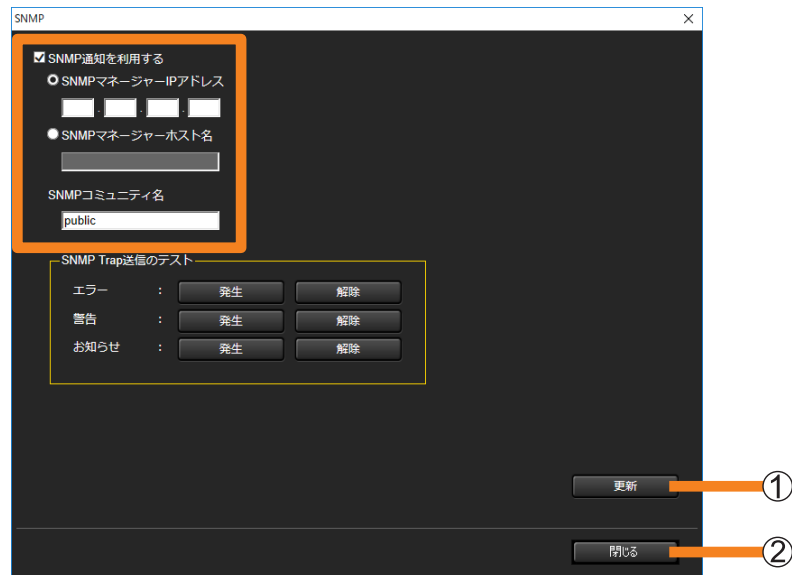 SNMP
SNMP通知を利用する
SNMPマネージャーIPアドレス
. . .
SNMPマネージャーホスト名
SNMPコミュニティ名
public
SNMP Trap送信のテスト
エラー : 発生 解除
警告 : 発生 解除
お知らせ : 発生 解除
更新 ①
閉じる ②